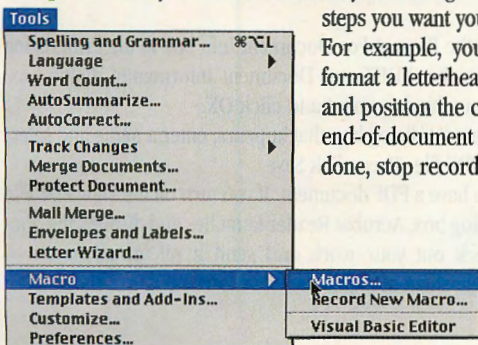 Tools
Spelling and Grammar... ⌘⌥L
Language
Word Count...
AutoSummarize...
AutoCorrect...
Track Changes
Merge Documents...
Protect Document...
Mail Merge...
Envelopes and Labels...
Letter Wizard...
Macro
Templates and Add-Ins...
Customize...
Preferences...
Macros...
Record New Macro...
Visual Basic Editor
steps you want you
For example, you
format a letterhea
and position the c
end-of-document
done, stop record